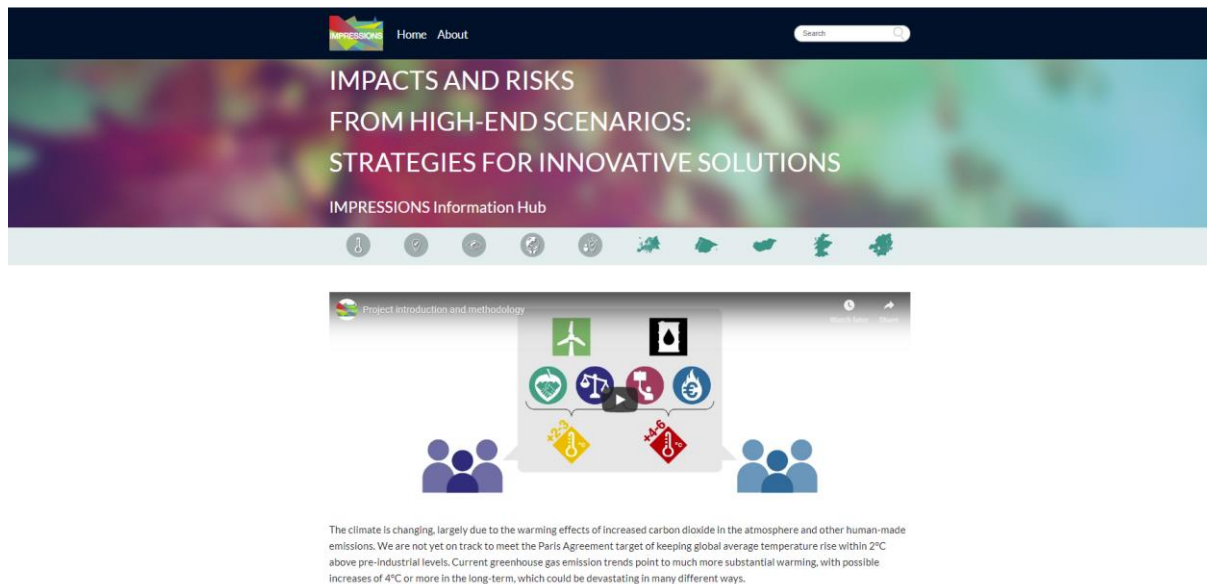 IMPRESSIONS Home About Search
IMPACTS AND RISKS
FROM HIGH-END SCENARIOS:
STRATEGIES FOR INNOVATIVE SOLUTIONS
IMPRESSIONS Information Hub
Project introduction and methodology
Watch later Share
€
+2-3 °C +4-6 °C
The climate is changing, largely due to the warming effects of increased carbon dioxide in the atmosphere and other human-made
emissions. We are not yet on track to meet the Paris Agreement target of keeping global average temperature rise within 2°C
above pre-industrial levels. Current greenhouse gas emission trends point to much more substantial warming, with possible
increases of 4°C or more in the long-term, which could be devastating in many different ways.